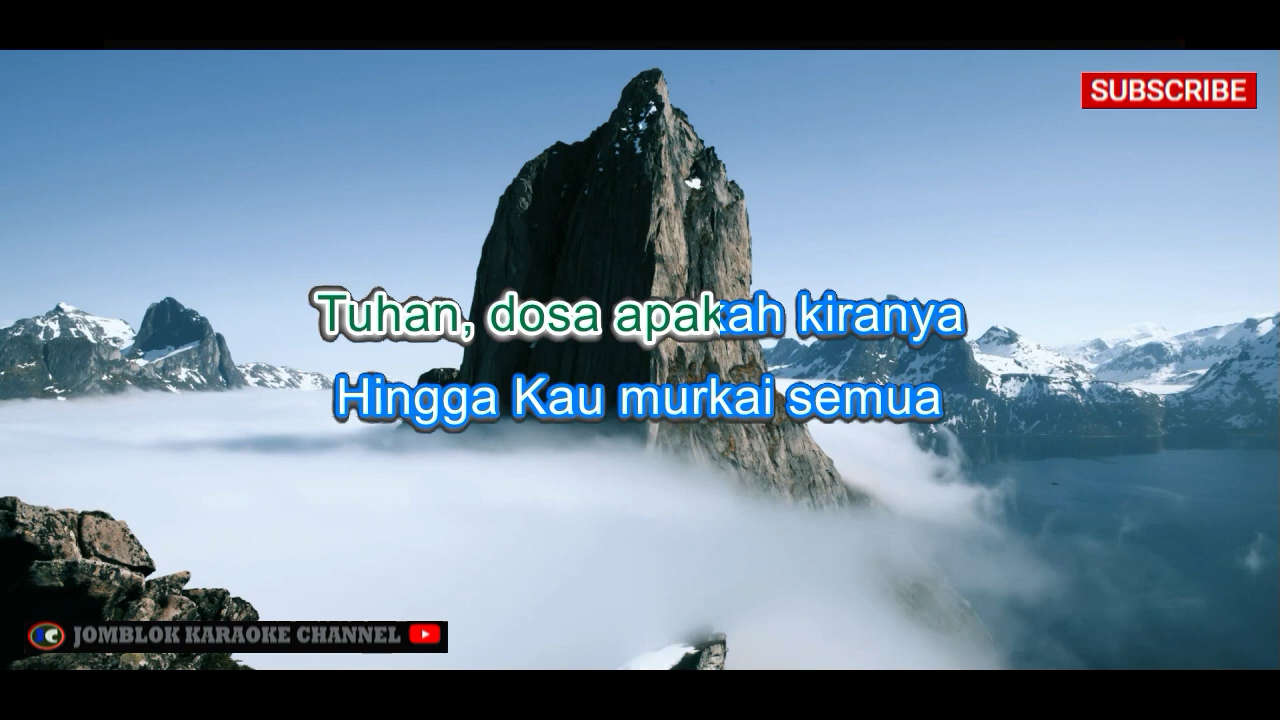 SUBSCRIBE
Tuhan, dosa apakah kiranya
Hingga Kau murkai semua
JOMBLOK KARAOKE CHANNEL